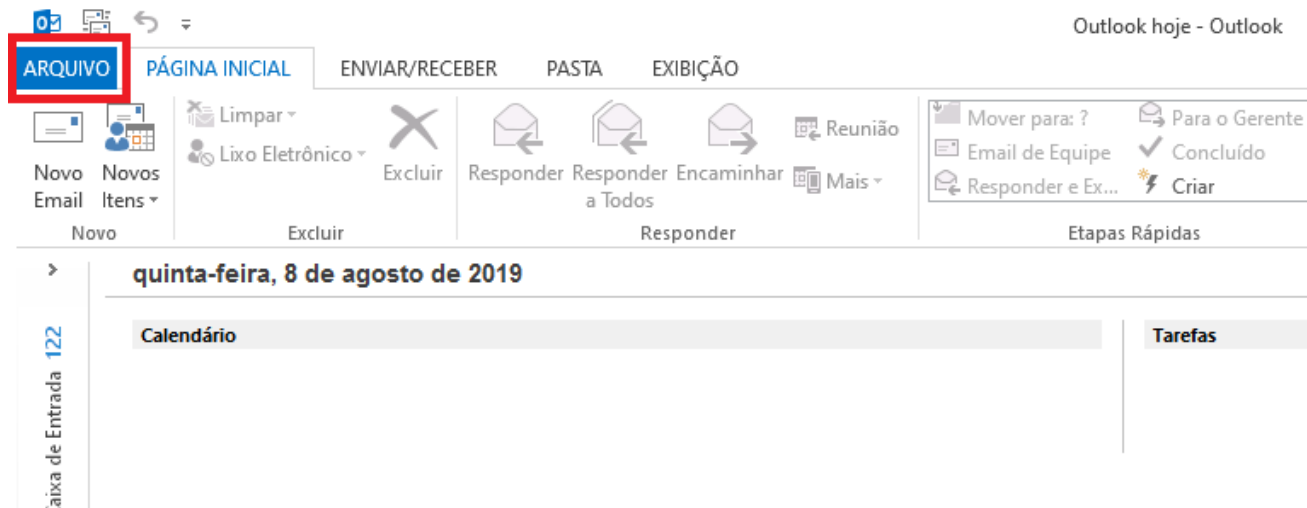 Outlook hoje - Outlook
ARQUIVO PÁGINA INICIAL ENVIAR/RECEBER PASTA EXIBIÇÃO
Novo Email
Novos Itens
Novo
Limpar
Lixo Eletrônico
Excluir
Excluir
Responder
Responder a Todos
Encaminhar
Reunião
Mais
Responder
Mover para: ?
Email de Equipe
Responder e Ex...
Para o Gerente
Concluído
Criar
Etapas Rápidas
quinta-feira, 8 de agosto de 2019
Calendário
Tarefas
de Entrada 122